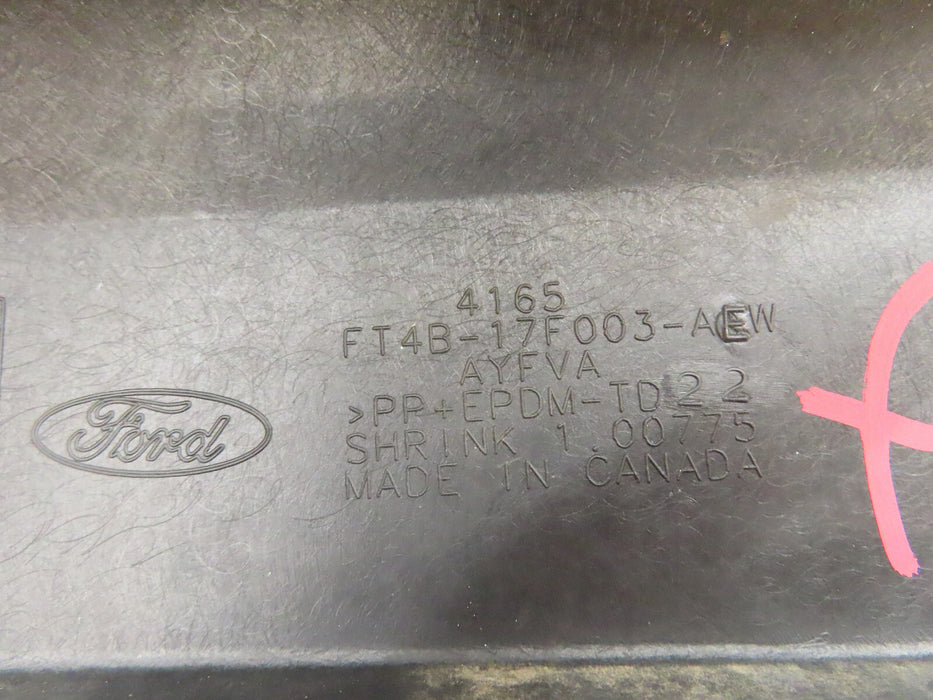 4165
FT4B-17F003-AEW
AYFVA
Ford
>PP+EPDM-TD22
SHRINK 1.00775
MADE IN CANADA